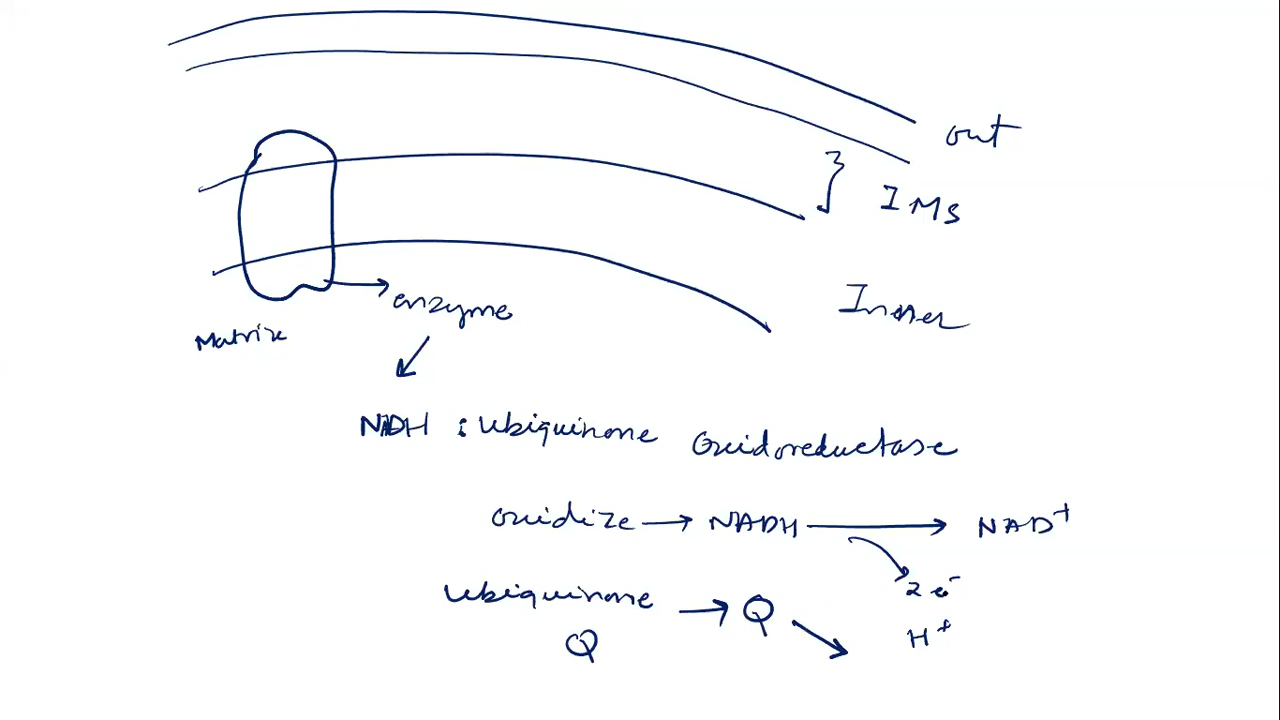 out
IMS
Inner
enzyme
Matrix
NADH : Ubiquinone Oxidoreductase
oxidize → NADH → NAD+
2e-
Ubiquinone → Q
H+
Q